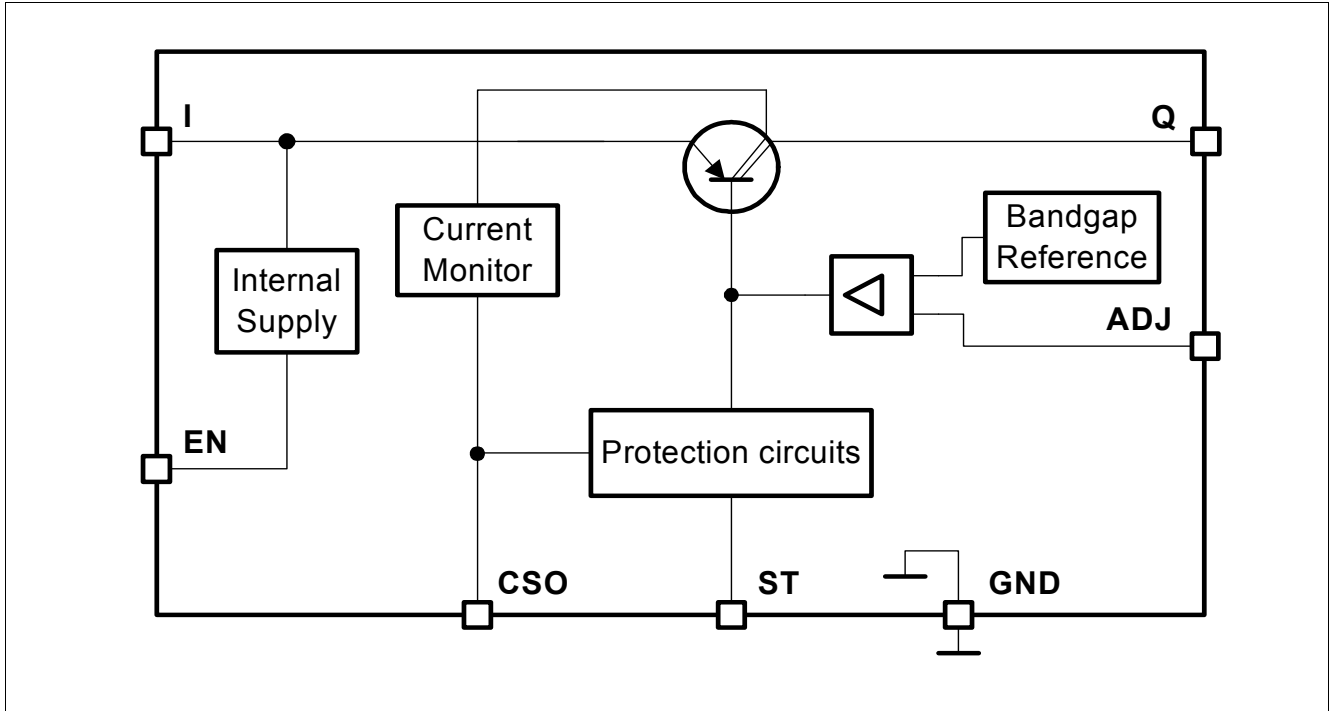 I
Q
Current
Monitor
Bandgap
Reference
Internal
Supply
ADJ
EN
Protection circuits
CSO
ST
GND